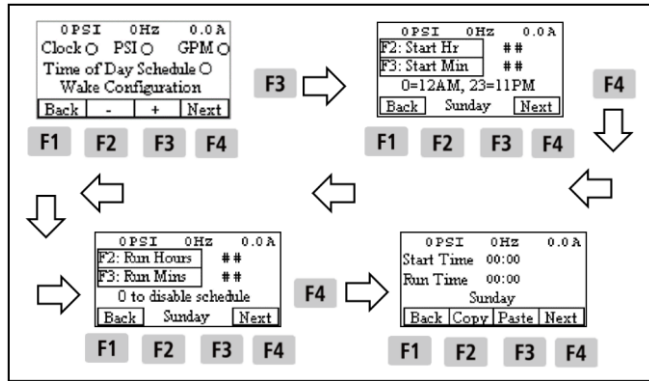 0PSI 0Hz 0.0A
Clock PSI GPM
Time of Day Schedule
Wake Configuration
Back - + Next
F1 F2 F3 F4
F3
0PSI 0Hz 0.0A
F2: Start Hr ##
F3: Start Min ##
0=12AM, 23=11PM
Back Sunday Next
F1 F2 F3 F4
F4
0PSI 0Hz 0.0A
F2: Run Hours ##
F3: Run Mins ##
0 to disable schedule
Back Sunday Next
F1 F2 F3 F4
F4
0PSI 0Hz 0.0A
Start Time 00:00
Run Time 00:00
Sunday
Back Copy Paste Next
F1 F2 F3 F4